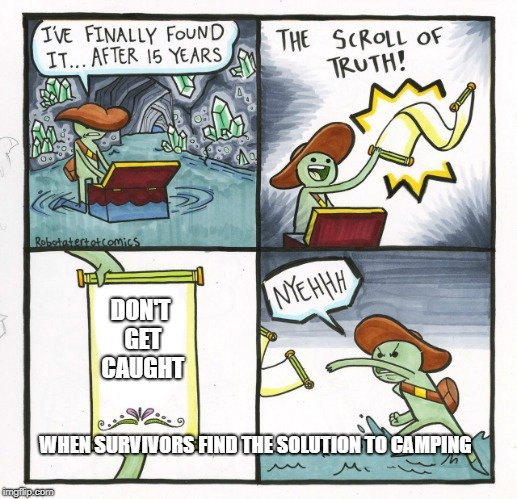 I'VE FINALLY FOUND
IT... AFTER 15 YEARS
THE SCROLL OF
TRUTH!
Robotatertotcomics
DON'T
GET
CAUGHT
NYEHHH
WHEN SURVIVORS FIND THE SOLUTION TO CAMPING
imgflip.com